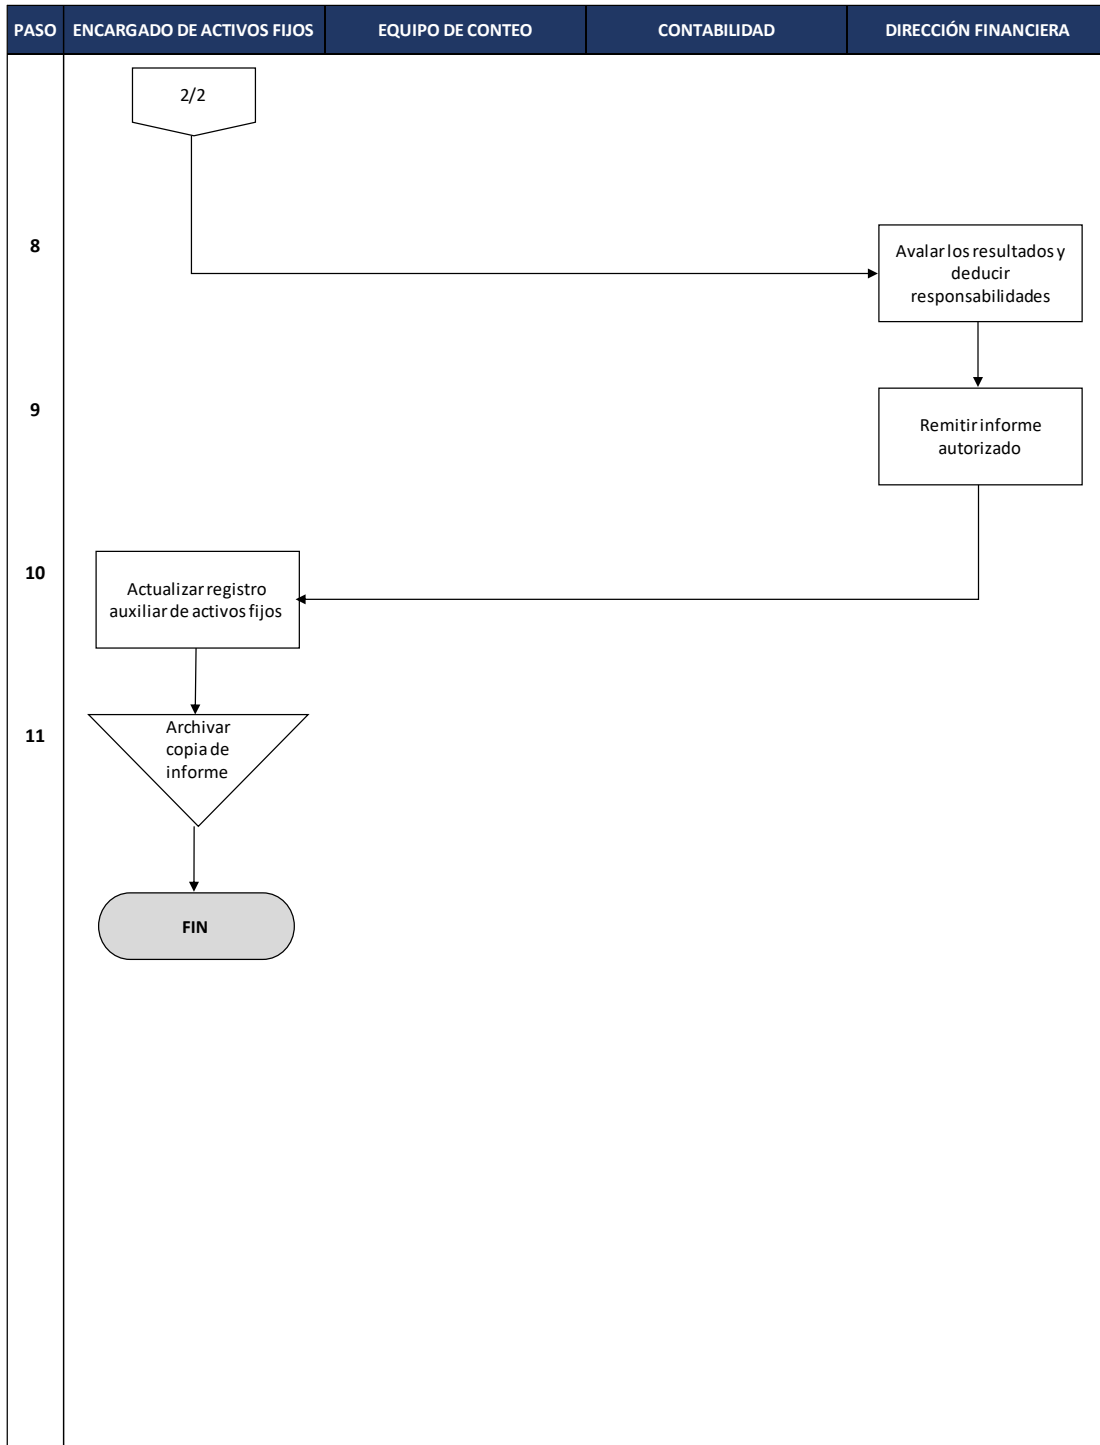 PASO
ENCARGADO DE ACTIVOS FIJOS
EQUIPO DE CONTEO
CONTABILIDAD
DIRECCIÓN FINANCIERA
2/2
8
Avalar los resultados y
deducir
responsabilidades
9
Remitir informe
autorizado
10
Actualizar registro
auxiliar de activos fijos
11
Archivar
copia de
informe
FIN